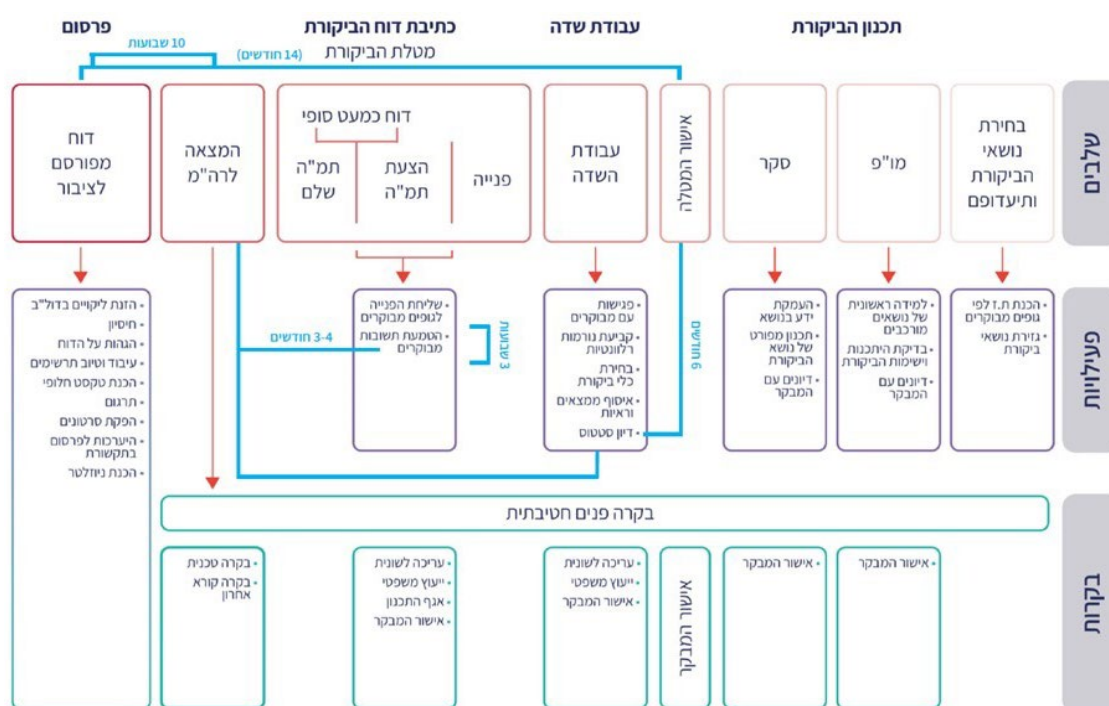 תכנון הביקורת
עבודת שדה
כתיבת דוח הביקורת
פרסום
מטלת הביקורת
(14 חודשים)
10 שבועות
שלבים
בחירת
נושאי
הביקורת
ותיעדופם
מו"פ
סקר
אישור המטלה
עבודת
השדה
פנייה
דוח כמעט סופי
הצעת
תמ"ה
תמ"ה
שלם
המצאה
לרה"מ
דוח
מפורסם
לציבור
פעילויות
• הכנת ת.ז לפי
גופים מבוקרים
• גזירת נושאי
ביקורת
• למידה ראשונית
של נושאים
מורכבים
• בדיקת היתכנות
וישימות הביקורת
• דיונים עם
המבקר
• העמקת
ידע בנושא
• תכנון מפורט
של נושא
הביקורת
• דיונים עם
המבקר
6 חודשים
• פגישות
עם מבוקרים
• קביעת נורמות
רלוונטיות
• בחירת
כלי ביקורת
• איסוף ממצאים
וראיות
• דיון סטטוס
3 שבועות
• שליחת הפנייה
לגופים מבוקרים
• הטמעת תשובות
מבוקרים
3-4 חודשים
• הזנת ליקויים בדול"ב
• חיסיון
• הגהות על הדוח
• עיבוד וטיוב תרשימים
• הכנת טקסט חלופי
• תרגום
• הפקת סרטונים
• היערכות לפרסום
בתקשורת
• הכנת ניוזלטר
בקרות
בקרה פנים חטיבתית
• אישור המבקר
• אישור המבקר
אישור המבקר
• עריכה לשונית
• ייעוץ משפטי
• אישור המבקר
• עריכה לשונית
• ייעוץ משפטי
• אגף התכנון
• אישור המבקר
• בקרה טכנית
• בקרה קורא
אחרון